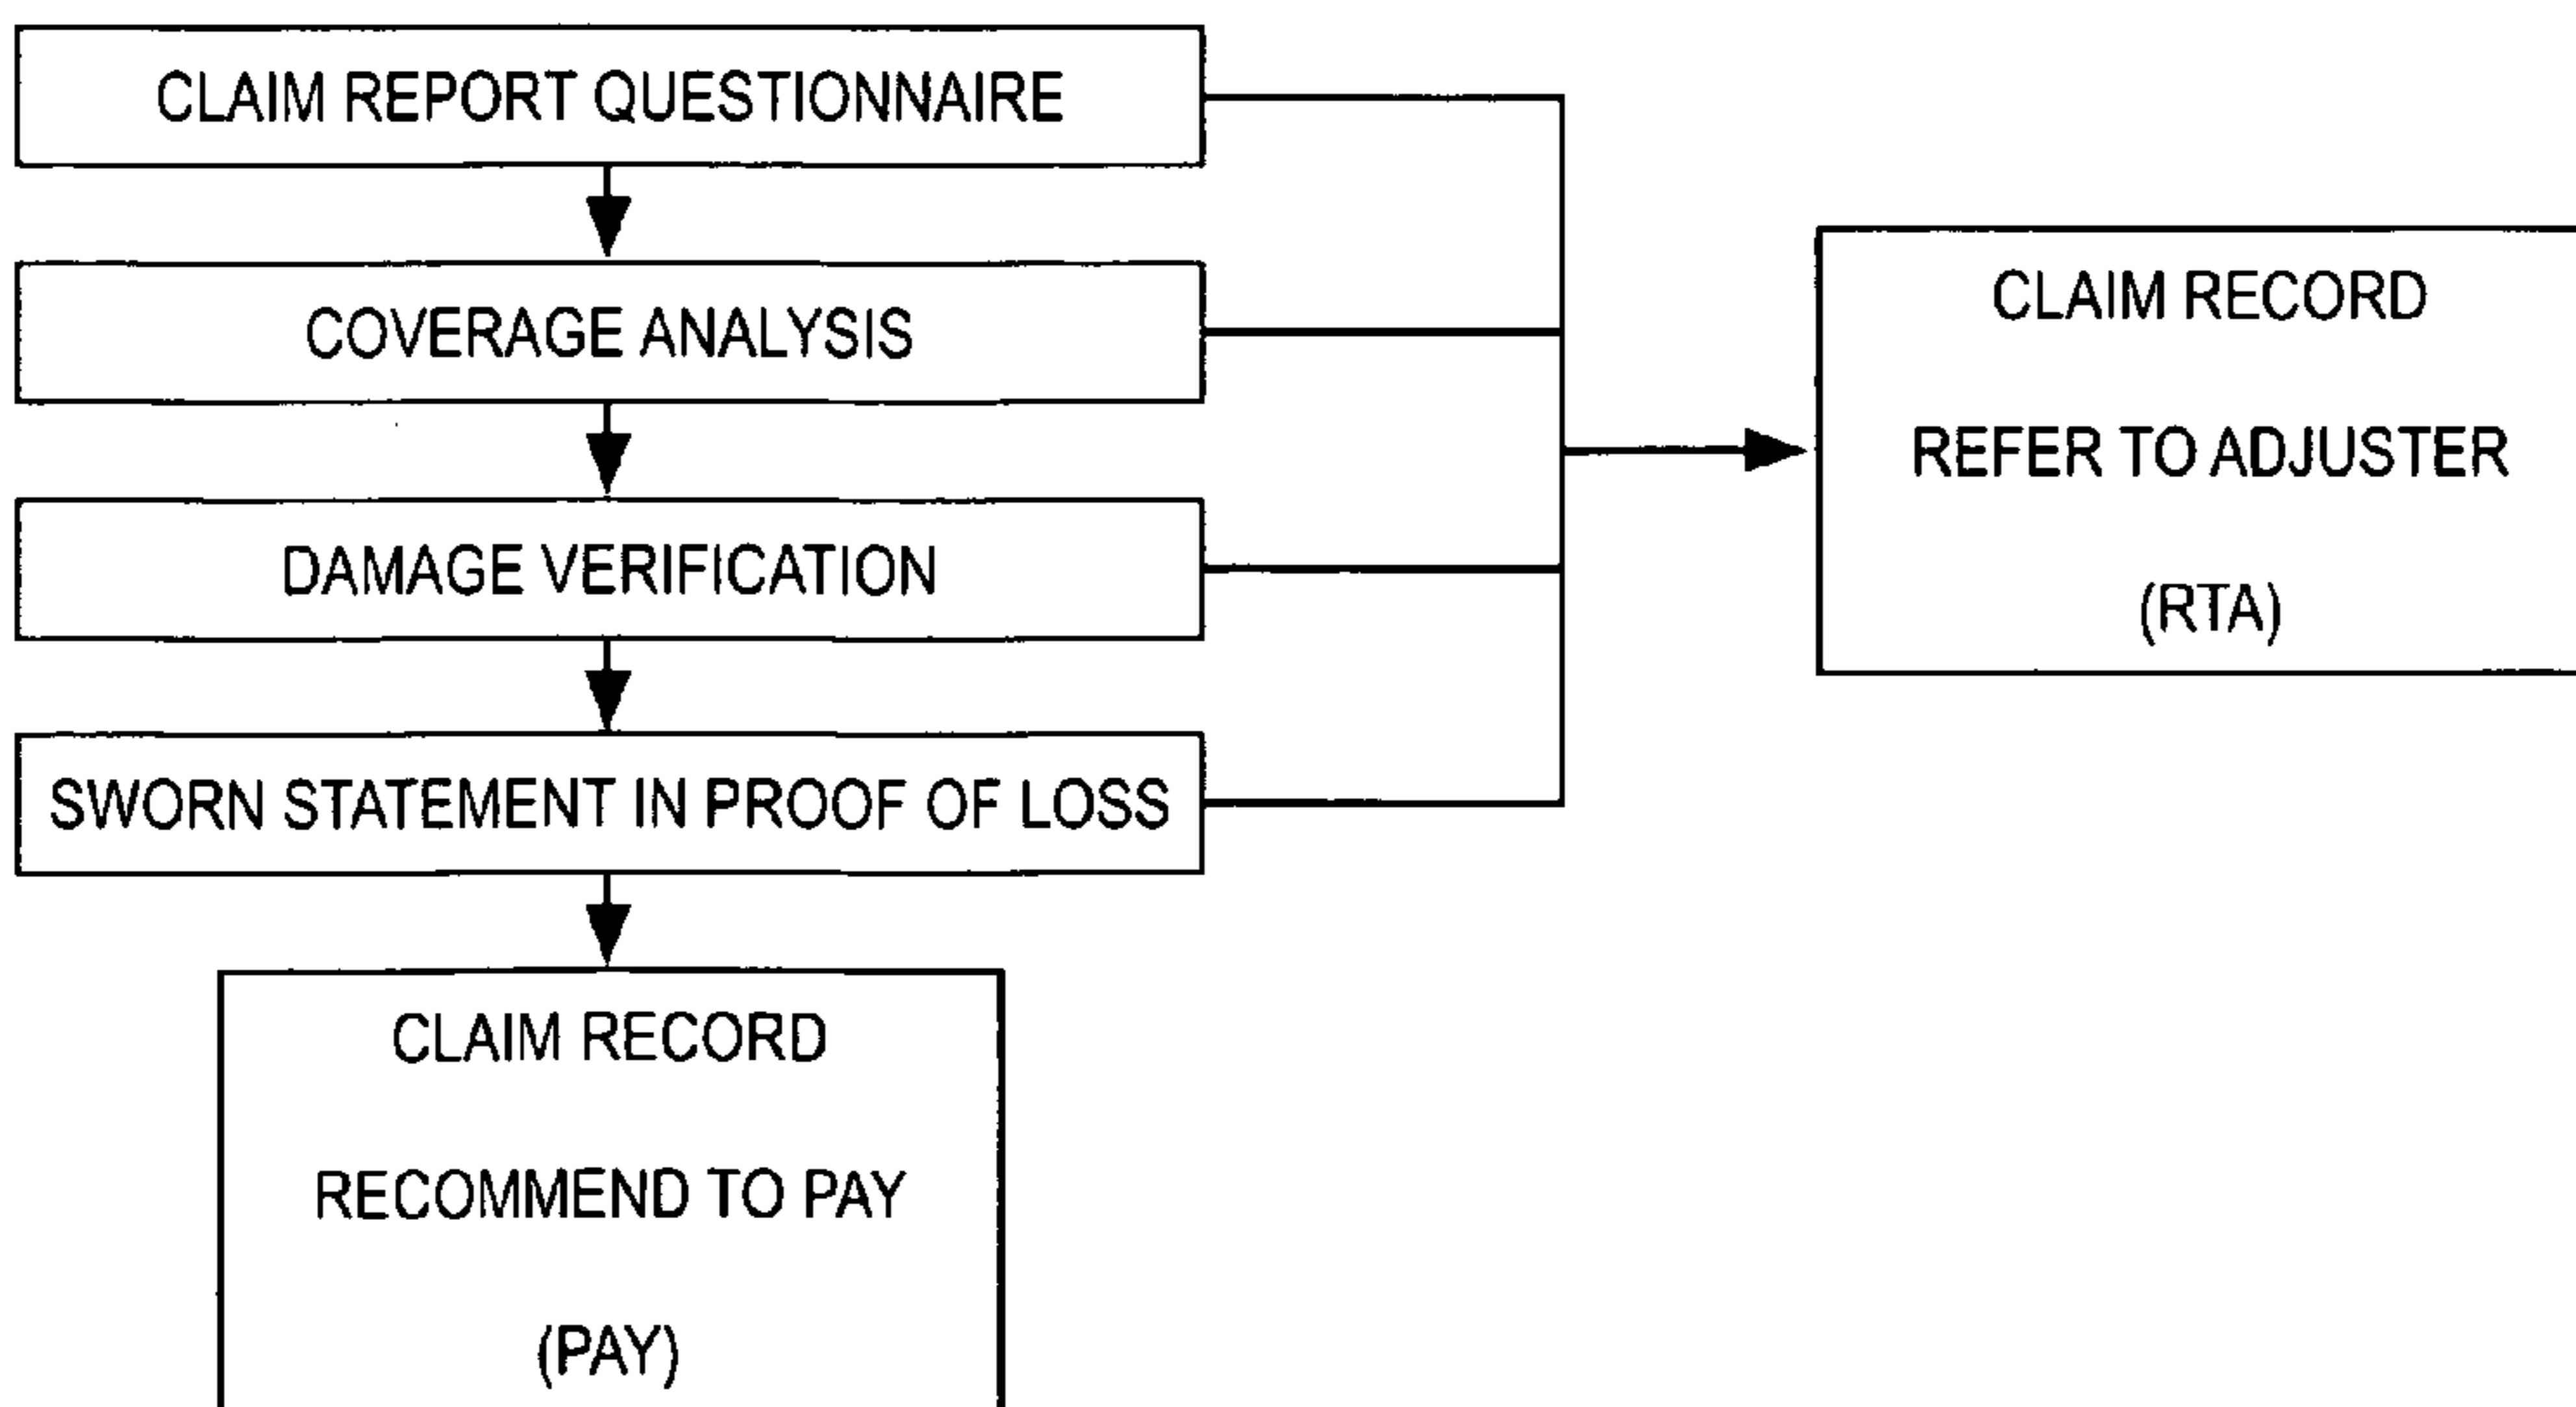 CLAIM REPORT QUESTIONNAIRE
COVERAGE ANALYSIS
DAMAGE VERIFICATION
SWORN STATEMENT IN PROOF OF LOSS
CLAIM RECORD
RECOMMEND TO PAY
(PAY)
CLAIM RECORD
REFER TO ADJUSTER
(RTA)